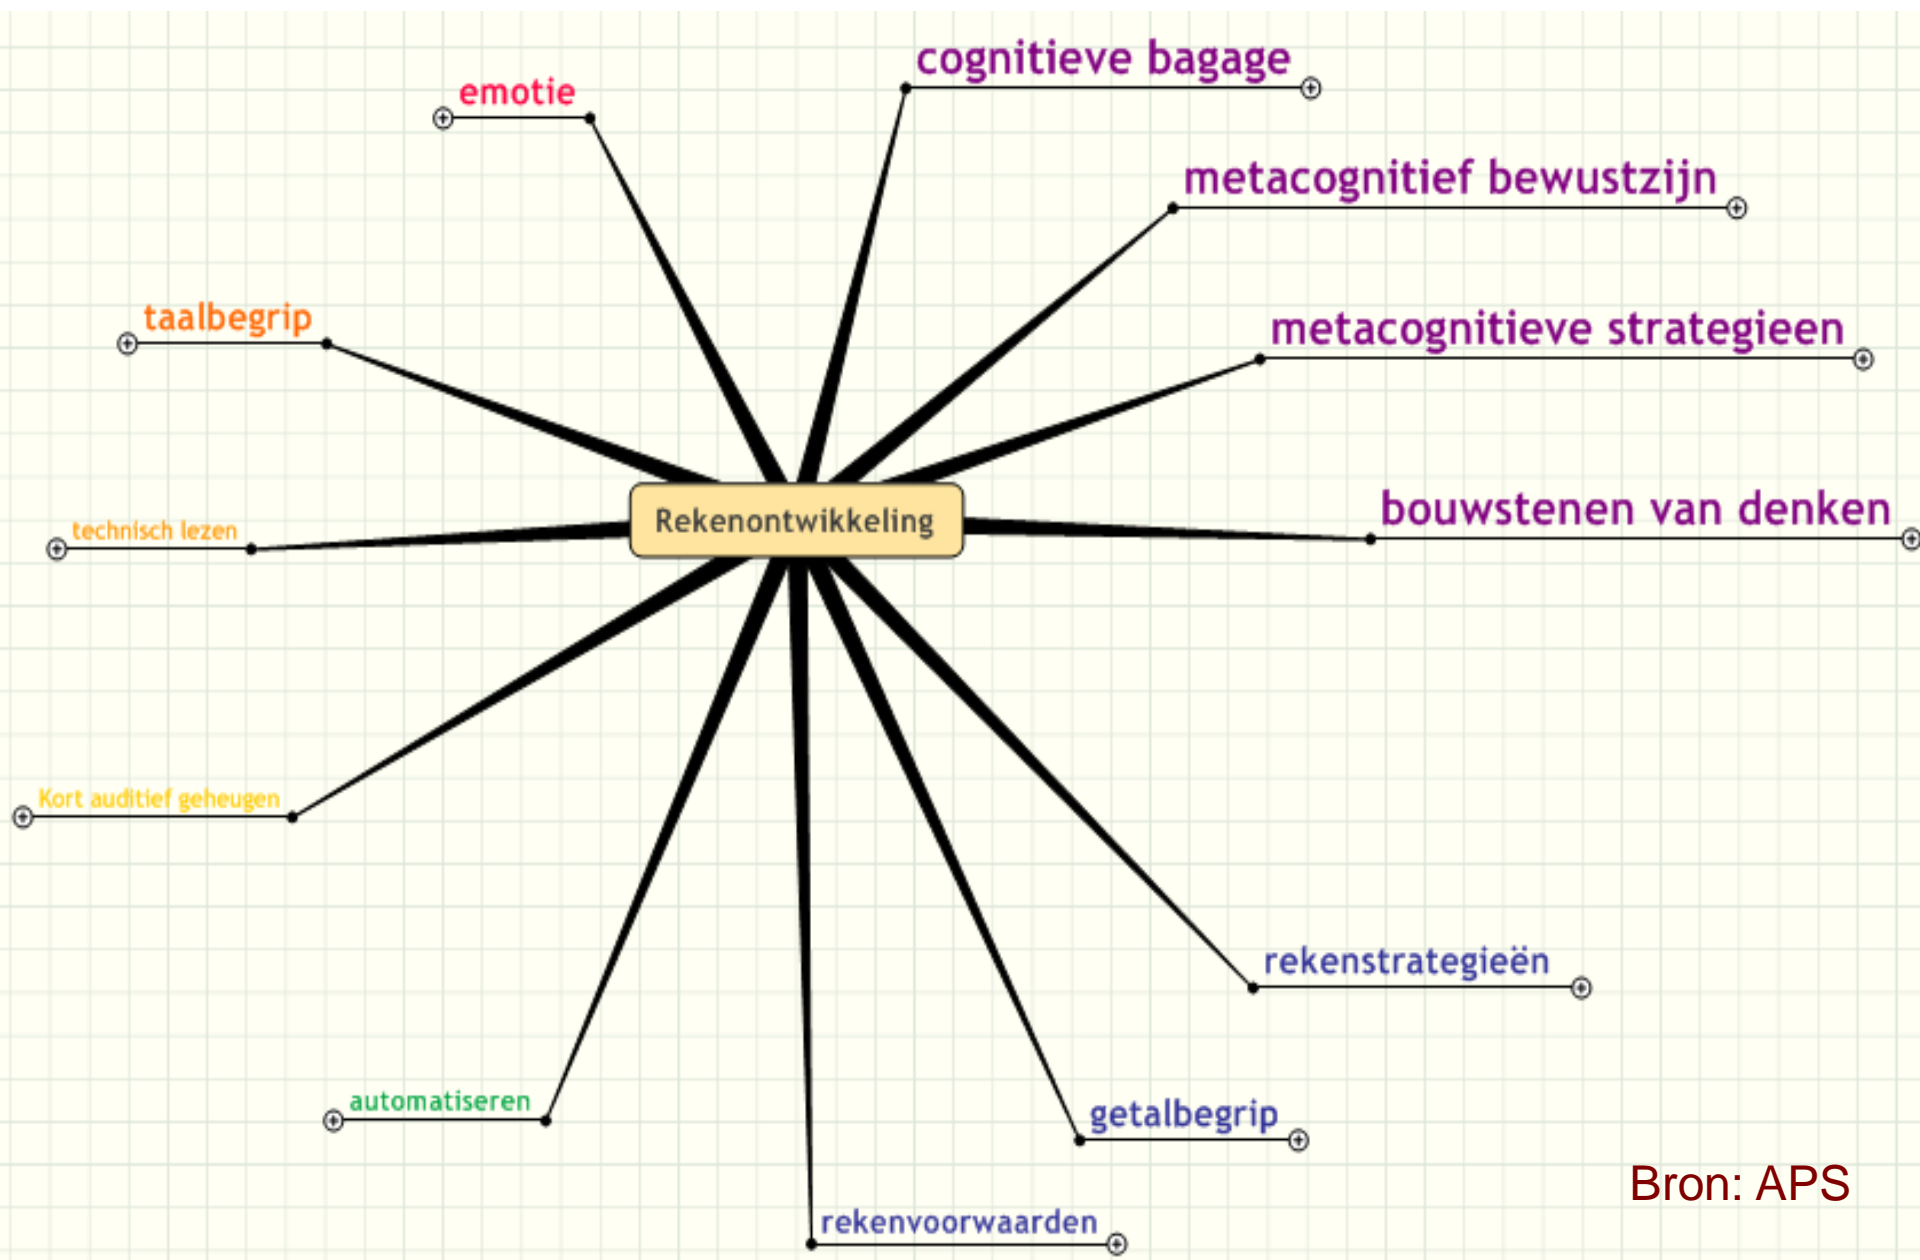 cognitieve bagage
emotie
metacognitief bewustzijn
taalbegrip
metacognitieve strategieen
bouwstenen van denken
Rekenontwikkeling
technisch lezen
Kort auditief geheugen
rekenstrategieën
automatiseren
getalbegrip
Bron: APS
rekenvoorwaarden